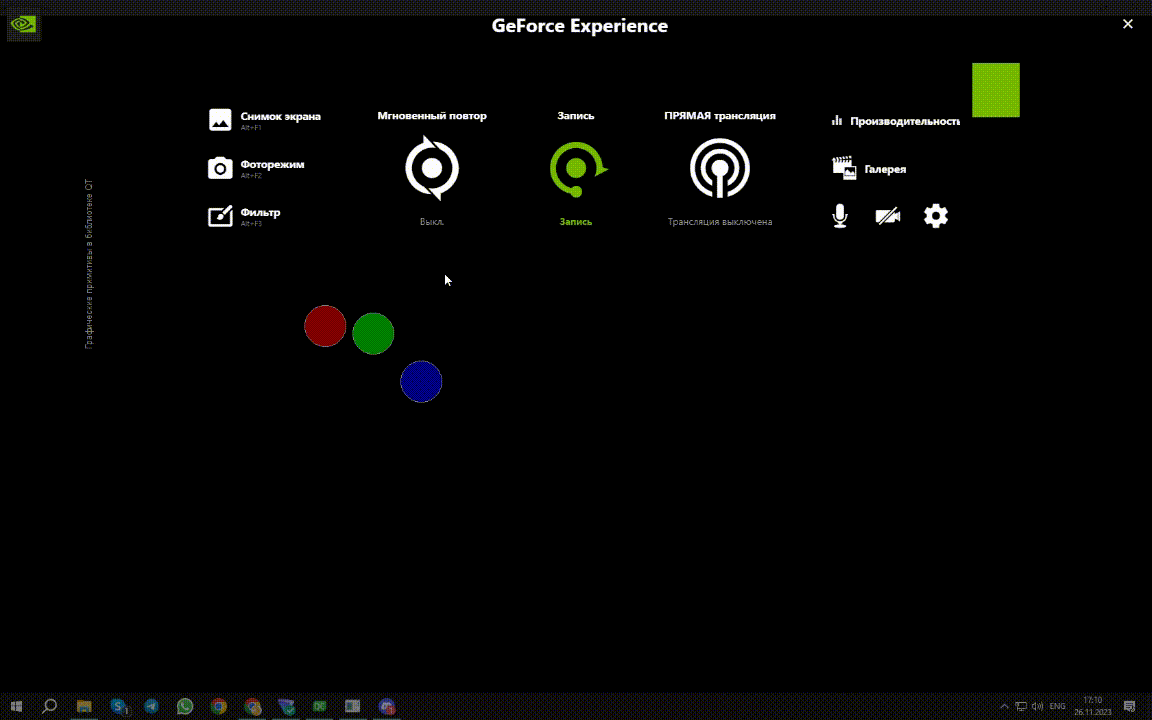 GeForce Experience
Снимок экрана
Alt+F1
Мгновенный повтор
Запись
ПРЯМАЯ трансляция
Производительность
Фоторежим
Alt+F2
Галерея
Фильтр
Alt+F3
Выкл.
Запись
Трансляция выключена
Графические примитивы в библиотеке QT
ENG
17:10
26.11.2023